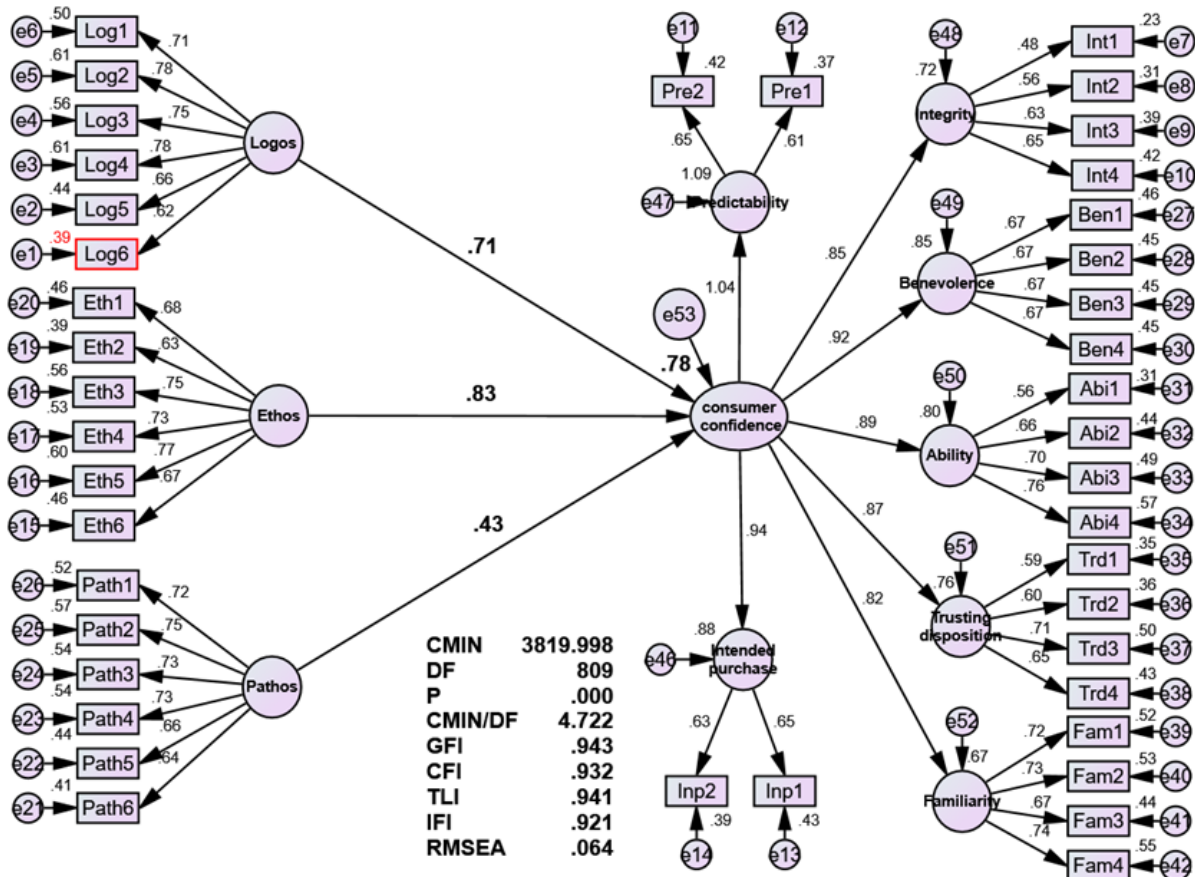 e6 .50 Log1 .71
e5 .61 Log2 .78
e4 .56 Log3 .75
e3 .61 Log4 .78
e2 .44 Log5 .66
e1 .39 Log6 .62
Logos
.71
e20 .46 Eth1 .68
e19 .39 Eth2 .63
e18 .56 Eth3 .75
e17 .53 Eth4 .73
e16 .60 Eth5 .77
e15 .46 Eth6 .67
Ethos
.83
e26 .52 Path1 .72
e25 .57 Path2 .75
e24 .54 Path3 .73
e23 .54 Path4 .73
e22 .44 Path5 .66
e21 .41 Path6 .64
Pathos
.43
e11 e12
.42 .37
Pre2 Pre1
.65 .61
1.09
e47 Predictability
1.04
e53
.78
consumer
confidence
.94
.88
e46 Intended
purchase
.63 .65
Inp2 Inp1
.39 .43
e14 e13
CMIN 3819.998
DF 809
P .000
CMIN/DF 4.722
GFI .943
CFI .932
TLI .941
IFI .921
RMSEA .064
e48
.72
Integrity
.85
.48 Int1 .23 e7
.56 Int2 .31 e8
.63 Int3 .39 e9
.65 Int4 .42 e10
e49
.85
Benevolence
.92
.67 Ben1 .46 e27
.67 Ben2 .45 e28
.67 Ben3 .45 e29
.67 Ben4 .45 e30
e50
.80
Ability
.89
.56 Abi1 .31 e31
.66 Abi2 .44 e32
.70 Abi3 .49 e33
.76 Abi4 .57 e34
e51
.76
Trusting
disposition
.87
.59 Trd1 .35 e35
.60 Trd2 .36 e36
.71 Trd3 .50 e37
.65 Trd4 .43 e38
e52
.67
Familiarity
.82
.72 Fam1 .52 e39
.73 Fam2 .53 e40
.67 Fam3 .44 e41
.74 Fam4 .55 e42